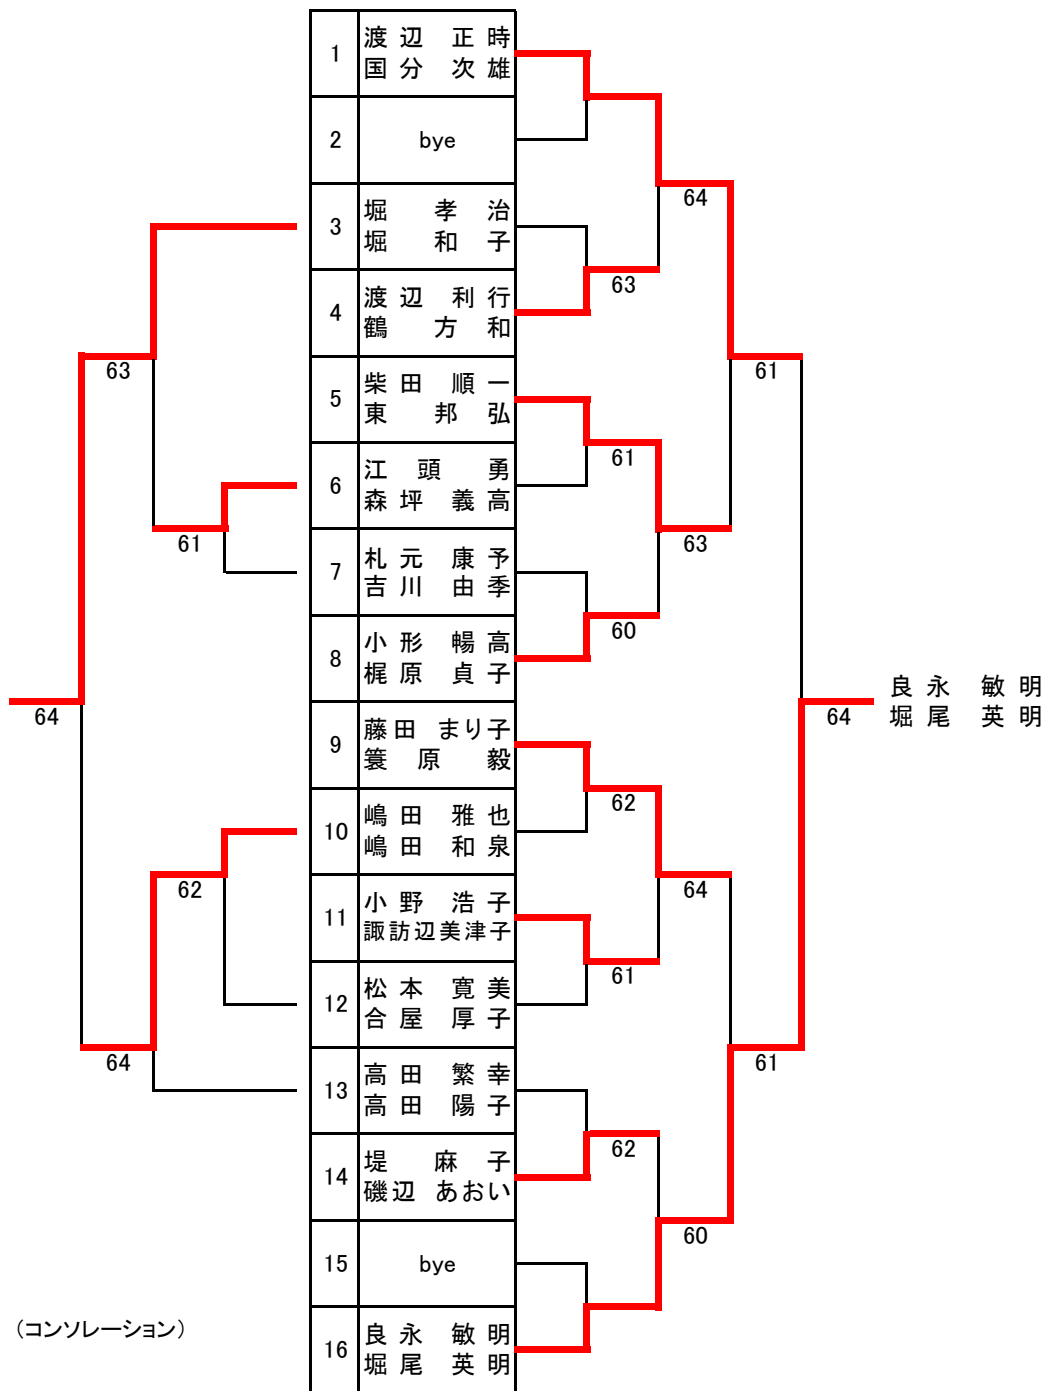 1 渡辺 正時
国分 次雄
2 bye
3 堀 孝治
堀 和子
4 渡辺 利行
鶴 方和
5 柴田 順一
東 邦弘
6 江頭 勇
森坪 義高
7 札元 康予
吉川 由季
8 小形 暢高
梶原 貞子
9 藤田 まり子
簑原 毅
10 嶋田 雅也
嶋田 和泉
11 小野 浩子
諏訪辺美津子
12 松本 寛美
合屋 厚子
13 高田 繁幸
高田 陽子
14 堤 麻子
磯辺 あおい
15 bye
16 良永 敏明
堀尾 英明
63
61
64
62
64
64
63
61
61
63
60
62
64
61
61
62
60
64
良永 敏明
堀尾 英明
(コンソレーション)